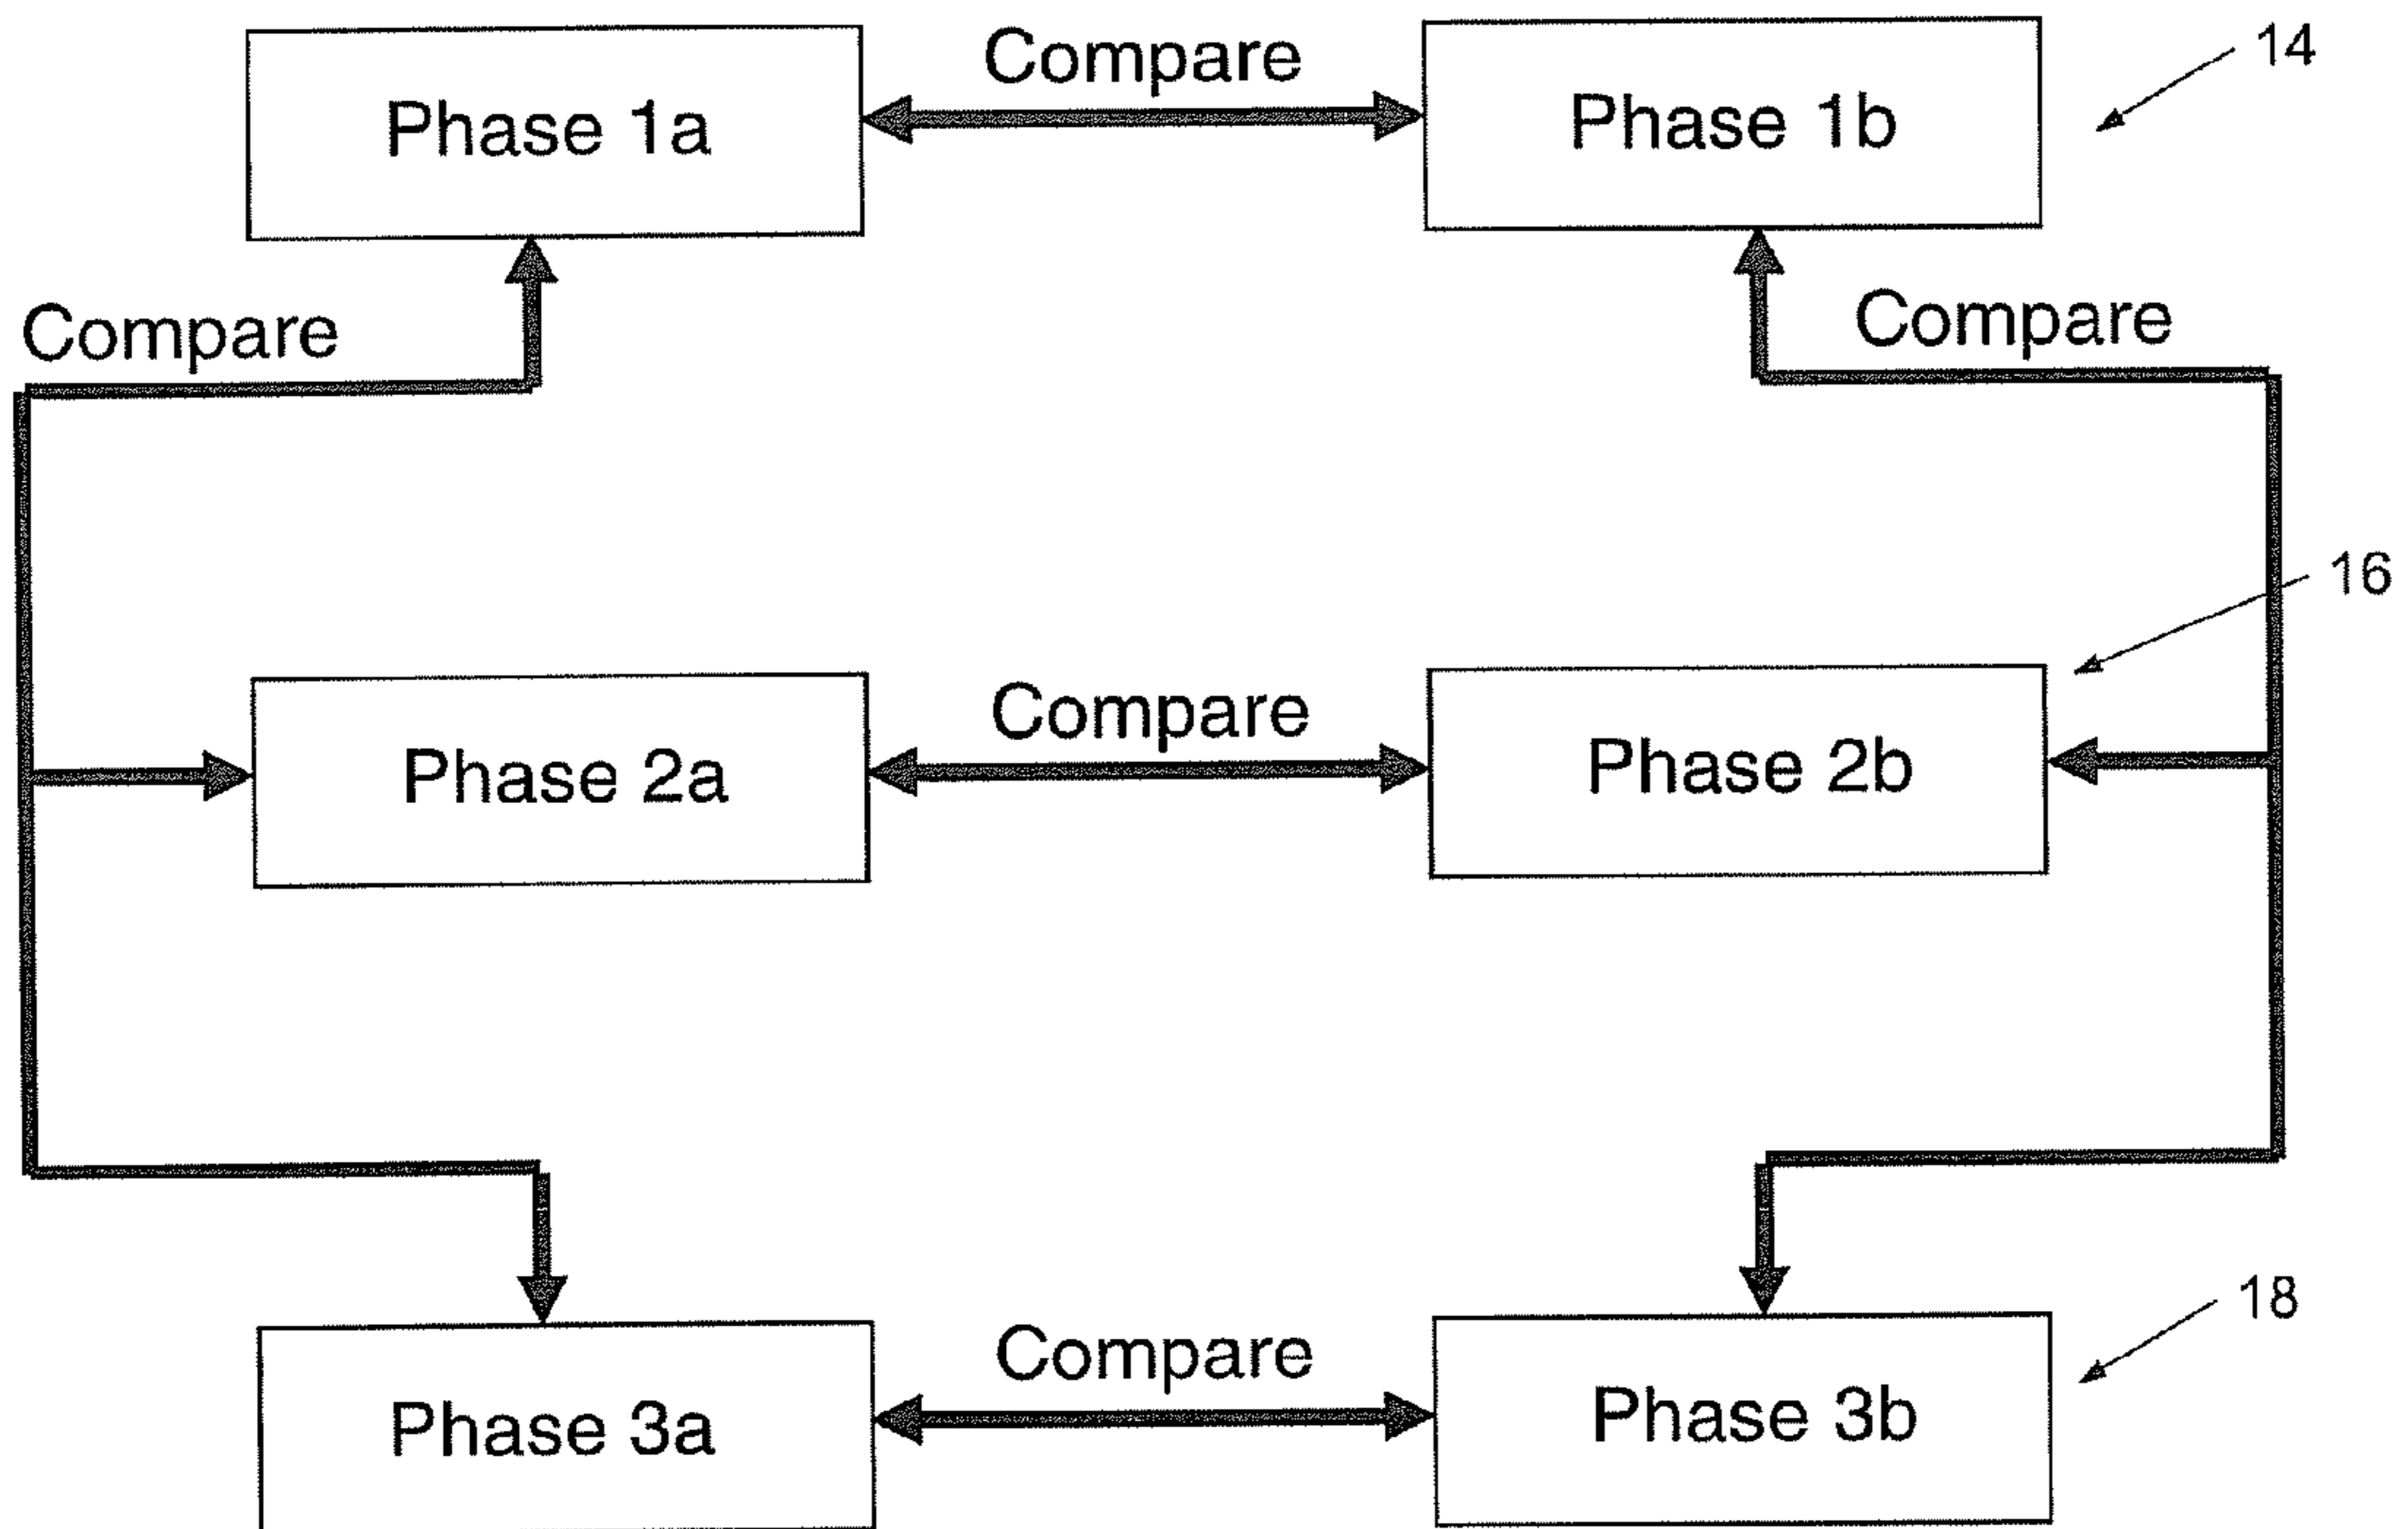 Compare
14
Phase 1a
Phase 1b
Compare
Compare
16
Compare
Phase 2a
Phase 2b
18
Compare
Phase 3a
Phase 3b